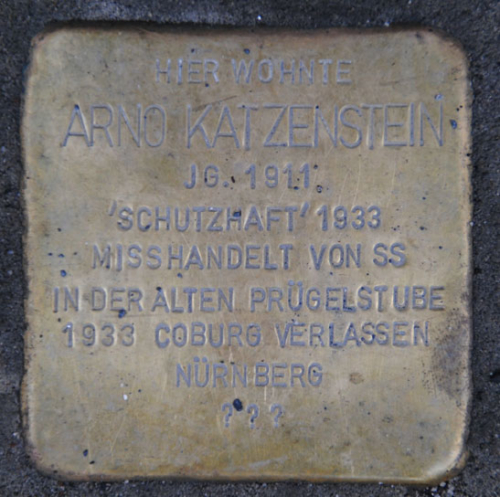 HIER WOHNTE
ARNO KATZENSTEIN
JG. 1911
'SCHUTZHAFT' 1933
MISSHANDELT VON SS
IN DER ALTEN PRÜGELSTUBE
1933 COBURG VERLASSEN
NÜRNBERG
? ? ?